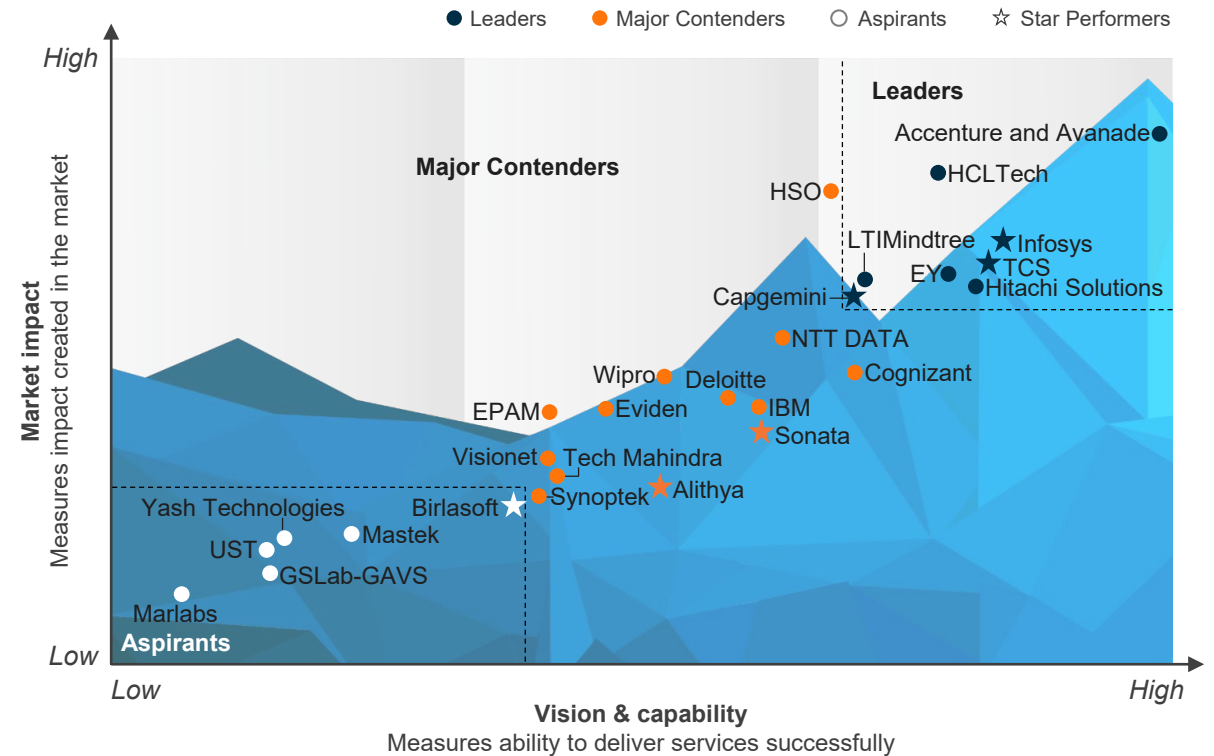 Leaders
Major Contenders
Aspirants
Star Performers
High
Leaders
Accenture and Avanade
Major Contenders
HCLTech
HSO
LTIMindtree
Infosys
EY
TCS
Hitachi Solutions
Capgemini
NTT DATA
Wipro
Deloitte
Cognizant
EPAM
Eviden
IBM
Sonata
Visionet
Tech Mahindra
Synoptek
Alithya
Birlasoft
Yash Technologies
Mastek
UST
GSLab-GAVS
Marlabs
Aspirants
Market impact
Measures impact created in the market
Low
Low
High
Vision & capability
Measures ability to deliver services successfully